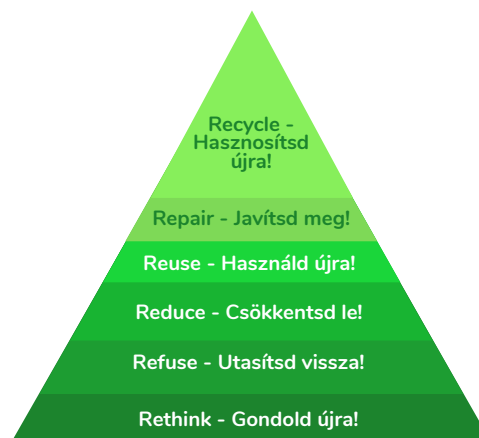 Recycle -
Hasznosítsd
újra!
Repair - Javítsd meg!
Reuse - Használd újra!
Reduce - Csökkentsd le!
Refuse - Utasítsd vissza!
Rethink - Gondold újra!